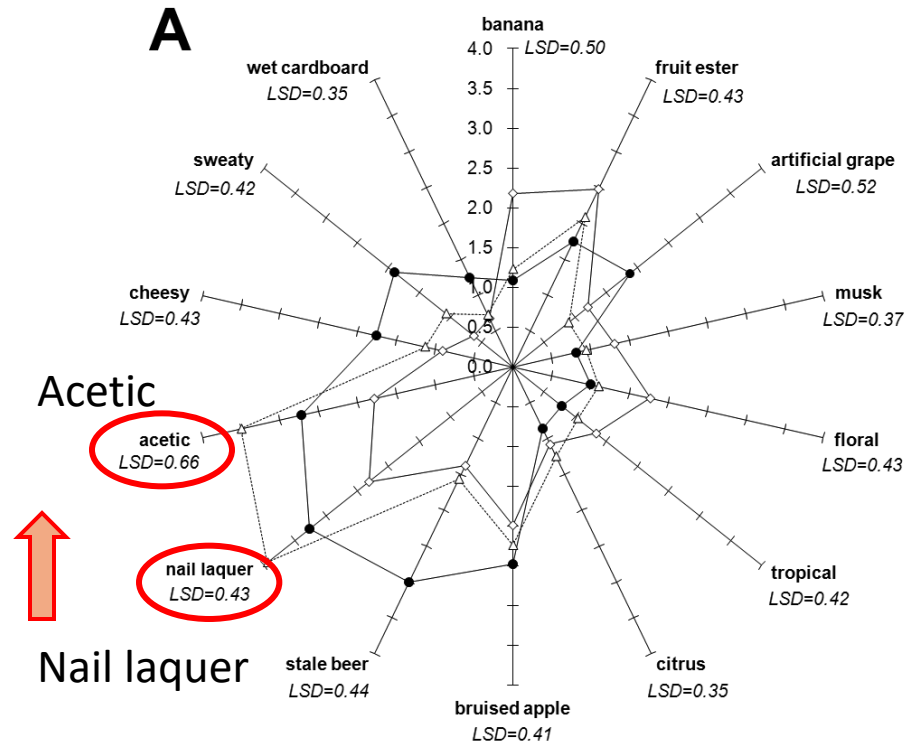 A
banana
LSD=0.50
4.0
3.5
3.0
2.5
2.0
1.5
1.0
0.5
0.0
fruit ester
LSD=0.43
artificial grape
LSD=0.52
musk
LSD=0.37
floral
LSD=0.43
tropical
LSD=0.42
citrus
LSD=0.35
bruised apple
LSD=0.41
stale beer
LSD=0.44
nail laquer
LSD=0.43
Nail laquer
acetic
LSD=0.66
Acetic
cheesy
LSD=0.43
sweaty
LSD=0.42
wet cardboard
LSD=0.35